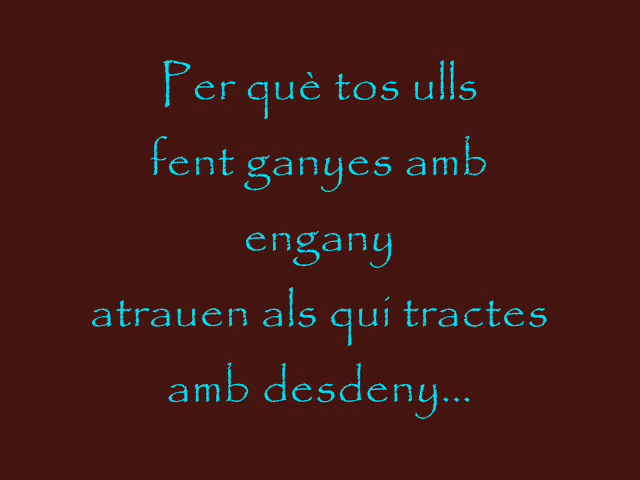 Per què tos ulls
fent ganyes amb
engany
atrauen als qui tractes
amb desdeny...